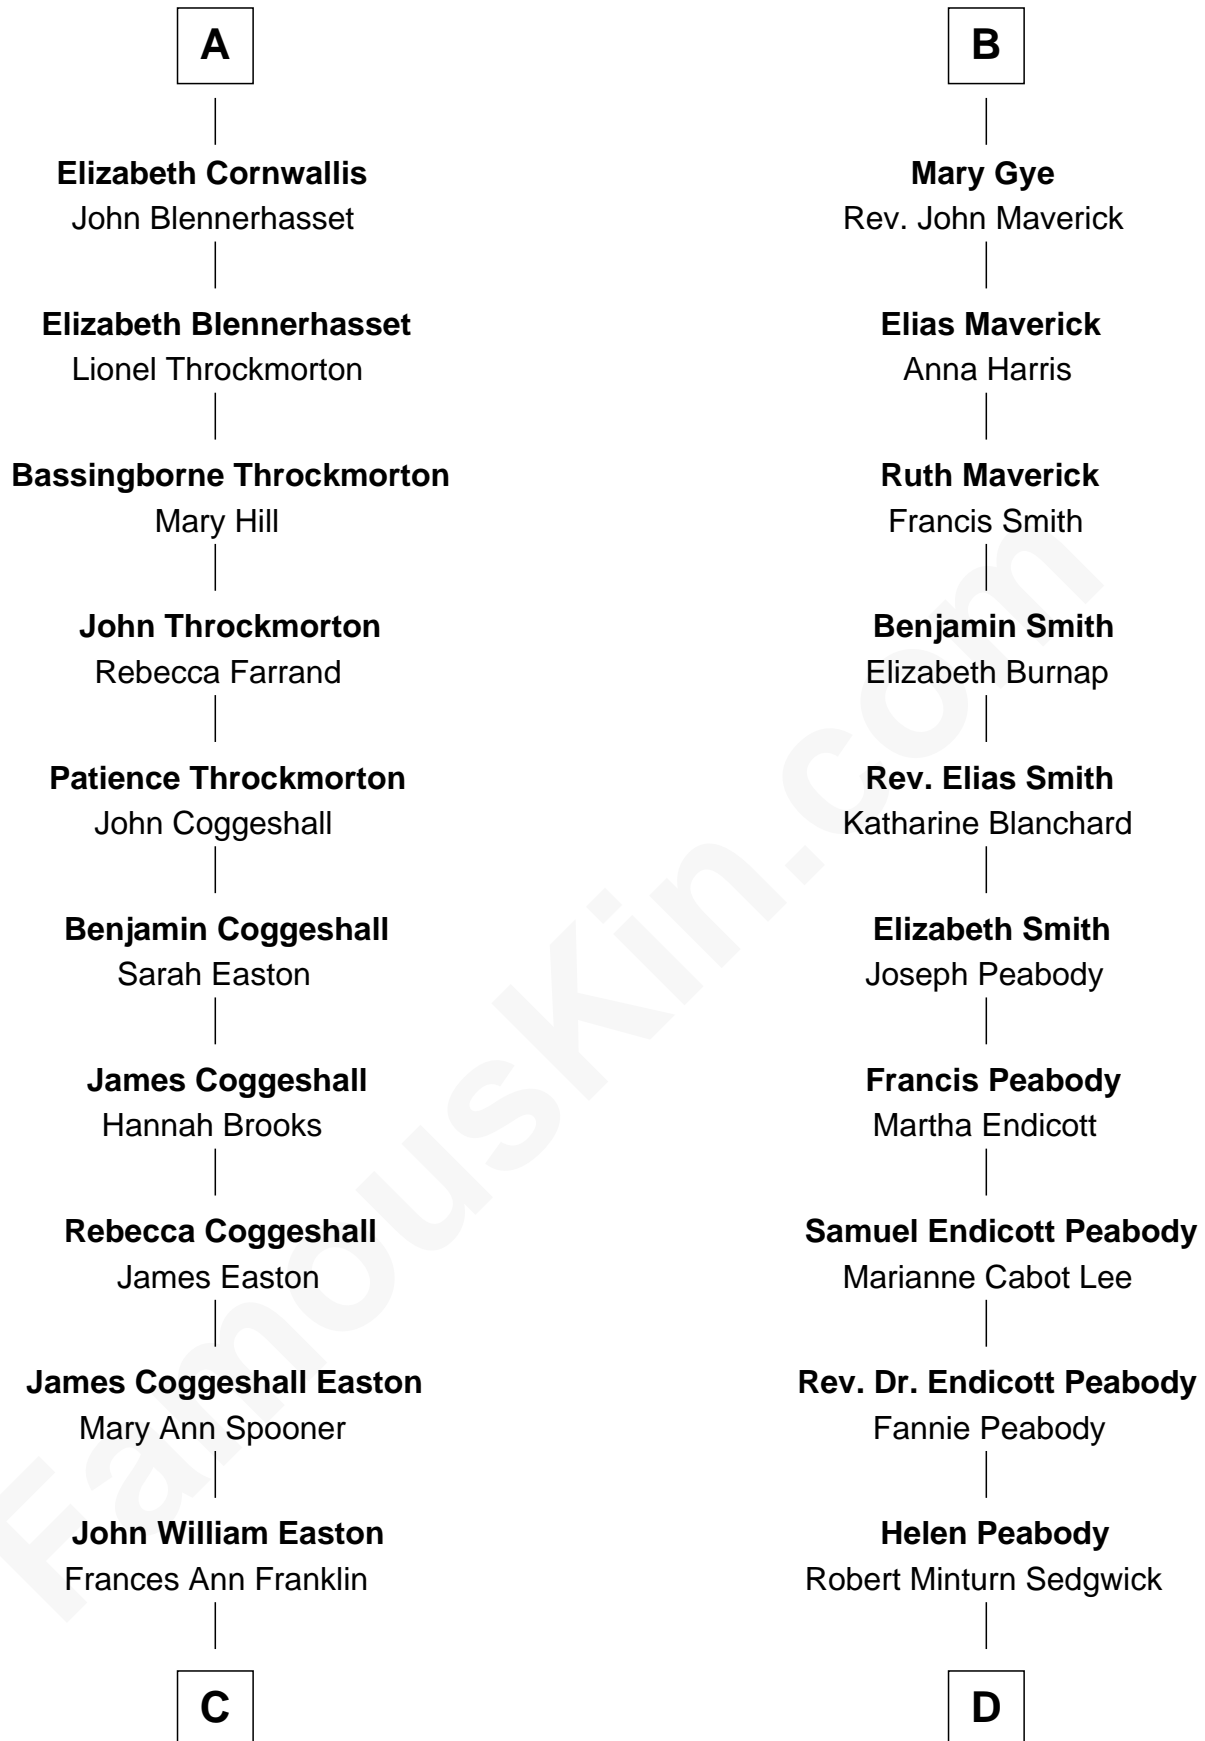 A
Elizabeth Cornwallis
John Blennerhasset
Elizabeth Blennerhasset
Lionel Throckmorton
Bassingborne Throckmorton
Mary Hill
John Throckmorton
Rebecca Farrand
Patience Throckmorton
John Coggeshall
Benjamin Coggeshall
Sarah Easton
James Coggeshall
Hannah Brooks
Rebecca Coggeshall
James Easton
James Coggeshall Easton
Mary Ann Spooner
John William Easton
Frances Ann Franklin
C
B
Mary Gye
Rev. John Maverick
Elias Maverick
Anna Harris
Ruth Maverick
Francis Smith
Benjamin Smith
Elizabeth Burnap
Rev. Elias Smith
Katharine Blanchard
Elizabeth Smith
Joseph Peabody
Francis Peabody
Martha Endicott
Samuel Endicott Peabody
Marianne Cabot Lee
Rev. Dr. Endicott Peabody
Fannie Peabody
Helen Peabody
Robert Minturn Sedgwick
D
FamousKin.com